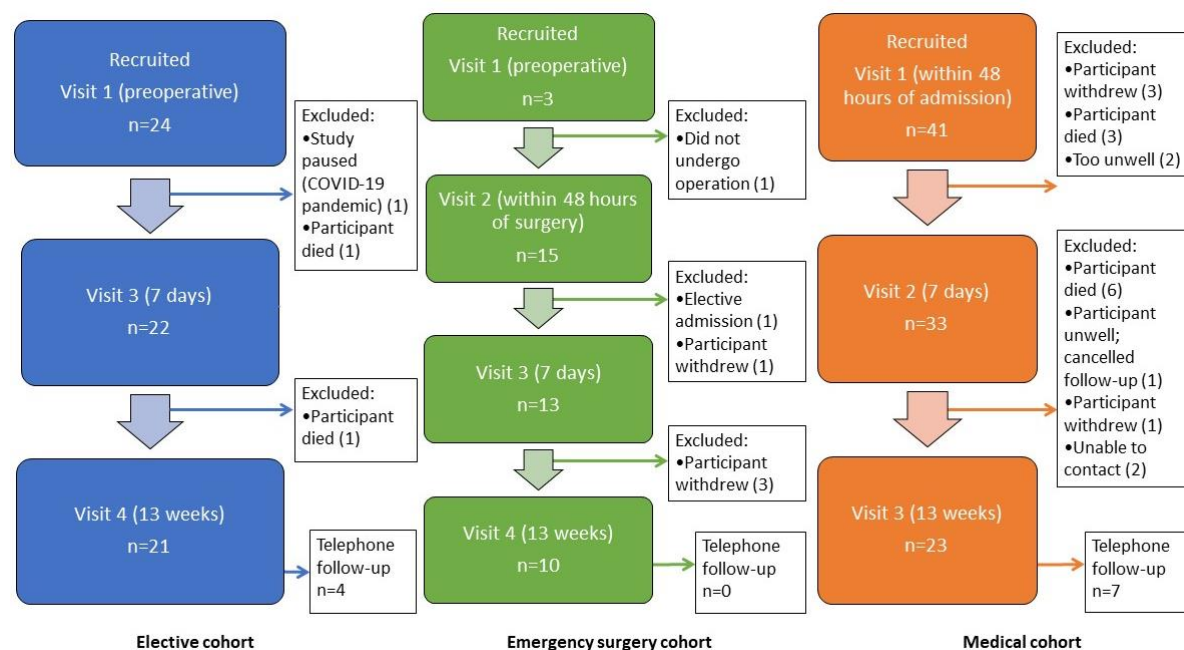 Recruited
Visit 1 (preoperative)
n=24
Excluded:
•Study
paused
(COVID-19
pandemic) (1)
•Participant
died (1)
Visit 3 (7 days)
n=22
Excluded:
•Participant
died (1)
Visit 4 (13 weeks)
n=21
Telephone
follow-up
n=4
Elective cohort
Recruited
Visit 1 (preoperative)
n=3
Excluded:
•Did not
undergo
operation (1)
Visit 2 (within 48 hours
of surgery)
n=15
Excluded:
•Elective
admission (1)
•Participant
withdrew (1)
Visit 3 (7 days)
n=13
Excluded:
•Participant
withdrew (3)
Visit 4 (13 weeks)
n=10
Telephone
follow-up
n=0
Emergency surgery cohort
Recruited
Visit 1 (within 48
hours of admission)
n=41
Excluded:
•Participant
withdrew (3)
•Participant
died (3)
•Too unwell (2)
Visit 2 (7 days)
n=33
Excluded:
•Participant
died (6)
•Participant
unwell;
cancelled
follow-up (1)
•Participant
withdrew (1)
•Unable to
contact (2)
Visit 3 (13 weeks)
n=23
Telephone
follow-up
n=7
Medical cohort